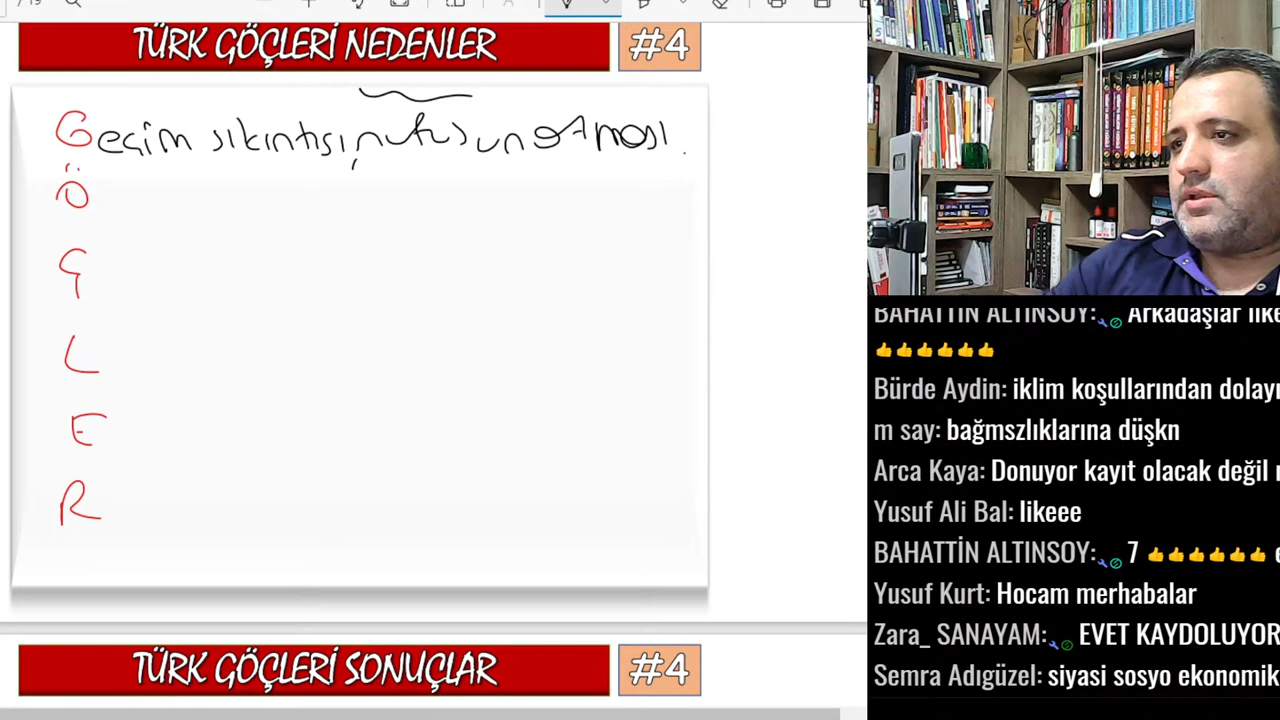 /19
TÜRK GÖÇLERİ NEDENLER #4
Geçim sıkıntısı, nufusun artması.
Ö
Ç
L
E
R
TÜRK GÖÇLERİ SONUÇLAR #4
BAHATTİN ALTINSOY: Arkadaşlar like
👍👍👍👍👍👍
Bürde Aydin: iklim koşullarından dolayı
m say: bağmszlıklarına düşkn
Arca Kaya: Donuyor kayıt olacak değil
Yusuf Ali Bal: likeee
BAHATTİN ALTINSOY: 7 👍👍👍👍👍👍
Yusuf Kurt: Hocam merhabalar
Zara_ SANAYAM: EVET KAYDOLUYOR
Semra Adıgüzel: siyasi sosyo ekonomik